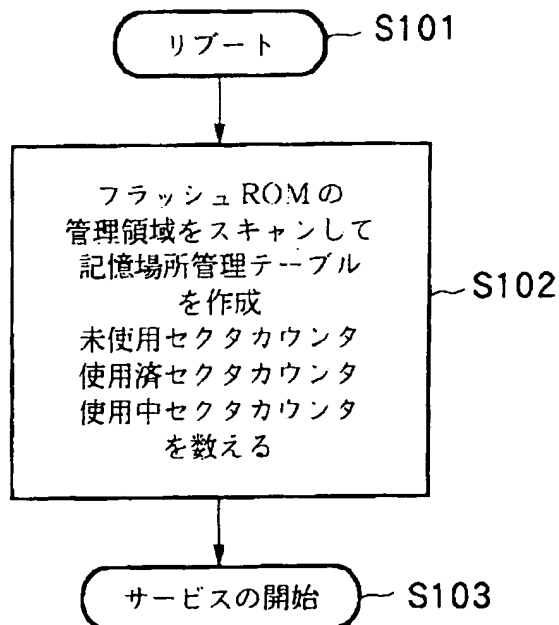 リブート
S101
フラッシュROMの
管理領域をスキャンして
記憶場所管理テーブル
を作成
未使用セクタカウンタ
使用済セクタカウンタ
使用中セクタカウンタ
を数える
S102
サービスの開始
S103